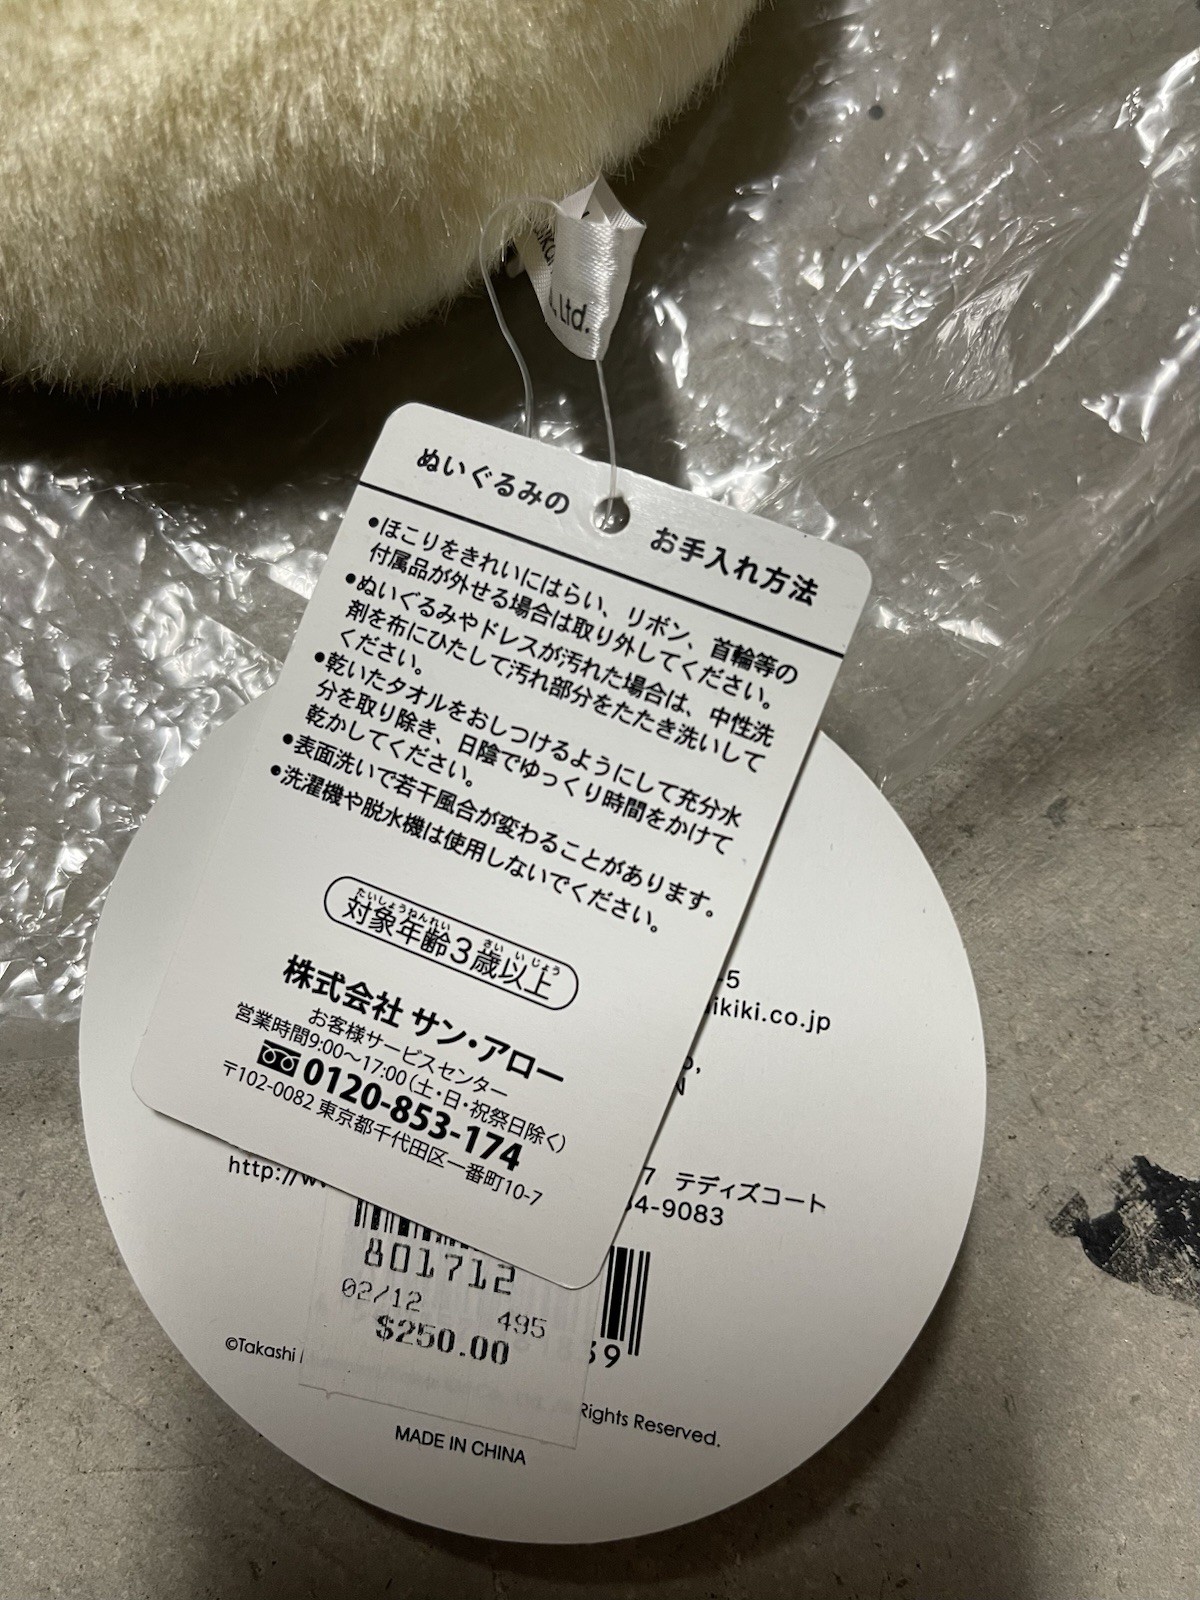 Ltd.
ぬいぐるみの お手入れ方法
●ほこりをきれいにはらい、リボン、首輪等の
付属品が外せる場合は取り外してください。
●ぬいぐるみやドレスが汚れた場合は、中性洗
剤を布にひたして汚れ部分をたたき洗いして
ください。
●乾いたタオルをおしつけるようにして充分水
分を取り除き、日陰でゆっくり時間をかけて
乾かしてください。
●表面洗いで若干風合が変わることがあります。
●洗濯機や脱水機は使用しないでください。
たいしょうねんれい さい いじょう
対象年齢3歳以上
株式会社 サン・アロー
お客様サービスセンター
営業時間9:00〜17:00(土・日・祝祭日除く)
0120-853-174
〒102-0082 東京都千代田区一番町10-7
-5
ikiki.co.jp
http://w
7 テディズコート
4-9083
801712
02/12 495
$250.00
39
©Takashi
Rights Reserved.
MADE IN CHINA